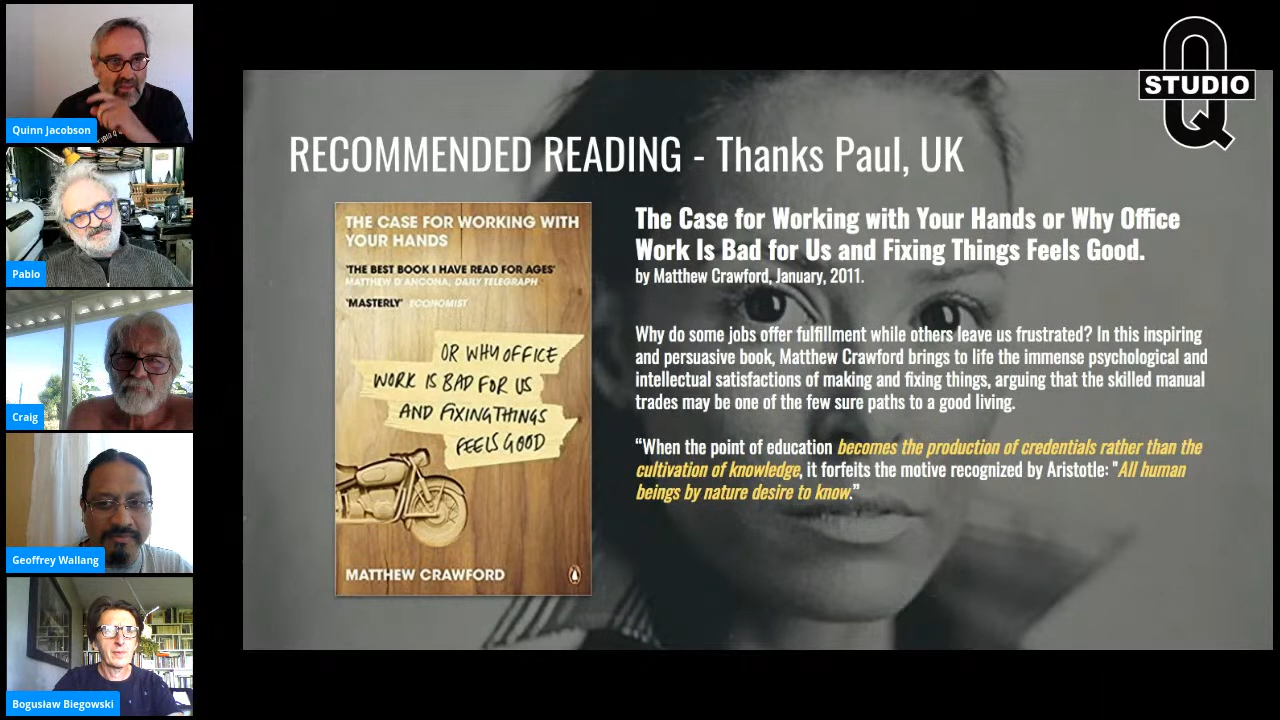 Quinn Jacobson
Pablo
Craig
Geoffrey Wallang
Bogusław Biegowski
STUDIO
Q
RECOMMENDED READING - Thanks Paul, UK
THE CASE FOR WORKING WITH
YOUR HANDS
'THE BEST BOOK I HAVE READ FOR AGES'
MATTHEW D'ANCONA, DAILY TELEGRAPH
'MASTERLY' ECONOMIST
OR WHY OFFICE
WORK IS BAD FOR US
AND FIXING THINGS
FEELS GOOD
MATTHEW CRAWFORD
The Case for Working with Your Hands or Why Office
Work Is Bad for Us and Fixing Things Feels Good.
by Matthew Crawford, January, 2011.
Why do some jobs offer fulfillment while others leave us frustrated? In this inspiring
and persuasive book, Matthew Crawford brings to life the immense psychological and
intellectual satisfactions of making and fixing things, arguing that the skilled manual
trades may be one of the few sure paths to a good living.
“When the point of education becomes the production of credentials rather than the
cultivation of knowledge, it forfeits the motive recognized by Aristotle: "All human
beings by nature desire to know.”